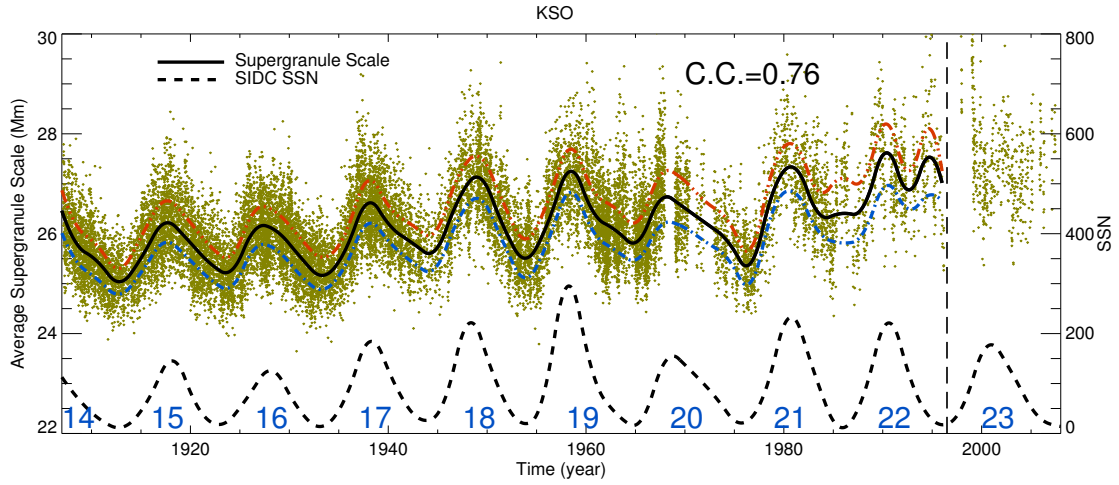 KSO
Supergranule Scale
SIDC SSN
C.C.=0.76
Average Supergranule Scale (Mm)
30
28
26
24
22
800
600
400
200
0
SSN
14 15 16 17 18 19 20 21 22 23
1920 1940 1960 1980 2000
Time (year)